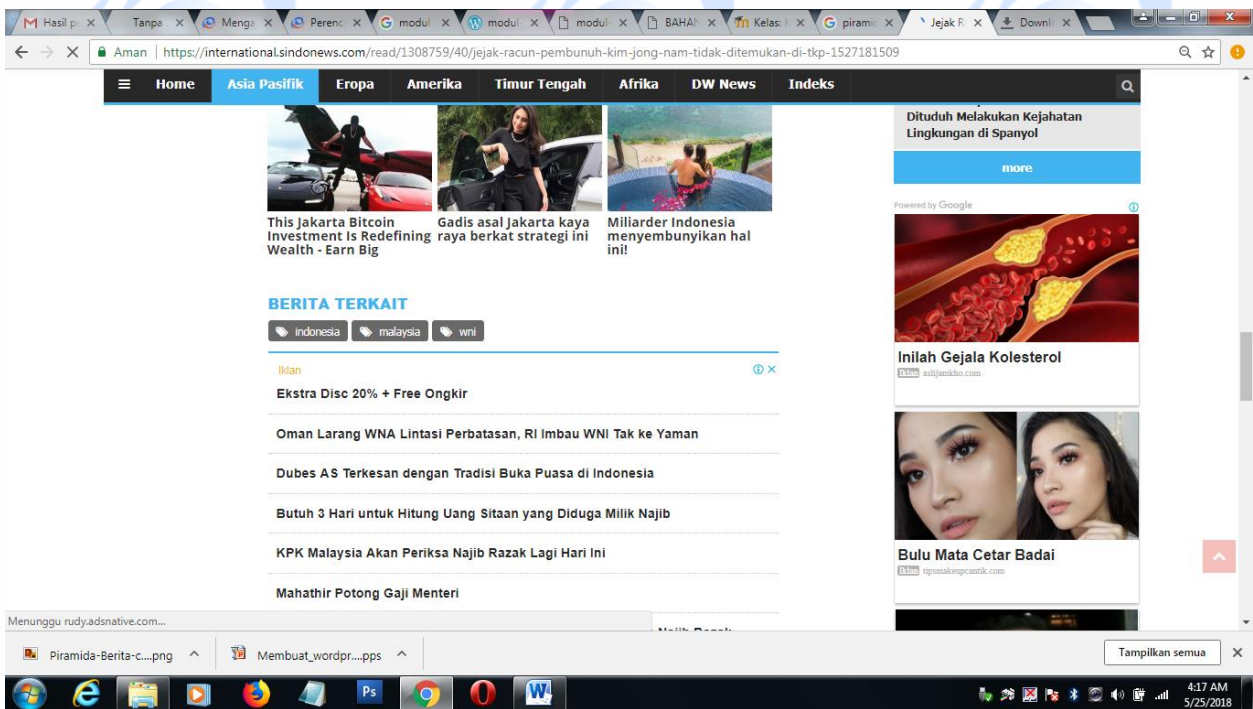 Hasil p
Tanpa
Menga
Perenc
modul
modul
modul
BAHAN
Kelas:
piramic
Jejak R
Downlc
Aman | https://international.sindonews.com/read/1308759/40/jejak-racun-pembunuh-kim-jong-nam-tidak-ditemukan-di-tkp-1527181509
Home Asia Pasifik Eropa Amerika Timur Tengah Afrika DW News Indeks
This Jakarta Bitcoin
Investment Is Redefining
Wealth - Earn Big
Gadis asal Jakarta kaya
raya berkat strategi ini
Miliarder Indonesia
menyembunyikan hal
ini!
BERITA TERKAIT
indonesia malaysia wni
Iklan
Ekstra Disc 20% + Free Ongkir
Oman Larang WNA Lintasi Perbatasan, RI Imbau WNI Tak ke Yaman
Dubes AS Terkesan dengan Tradisi Buka Puasa di Indonesia
Butuh 3 Hari untuk Hitung Uang Sitaan yang Diduga Milik Najib
KPK Malaysia Akan Periksa Najib Razak Lagi Hari Ini
Mahathir Potong Gaji Menteri
Najib Razak
Dituduh Melakukan Kejahatan
Lingkungan di Spanyol
more
Powered by Google
Inilah Gejala Kolesterol
Iklan aslijamkho.com
Bulu Mata Cetar Badai
Iklan tipsmakeupcantik.com
Menunggu rudy.adsnative.com...
Piramida-Berita-c....png
Membuat_wordpr....pps
Tampilkan semua
Ps
4:17 AM
5/25/2018